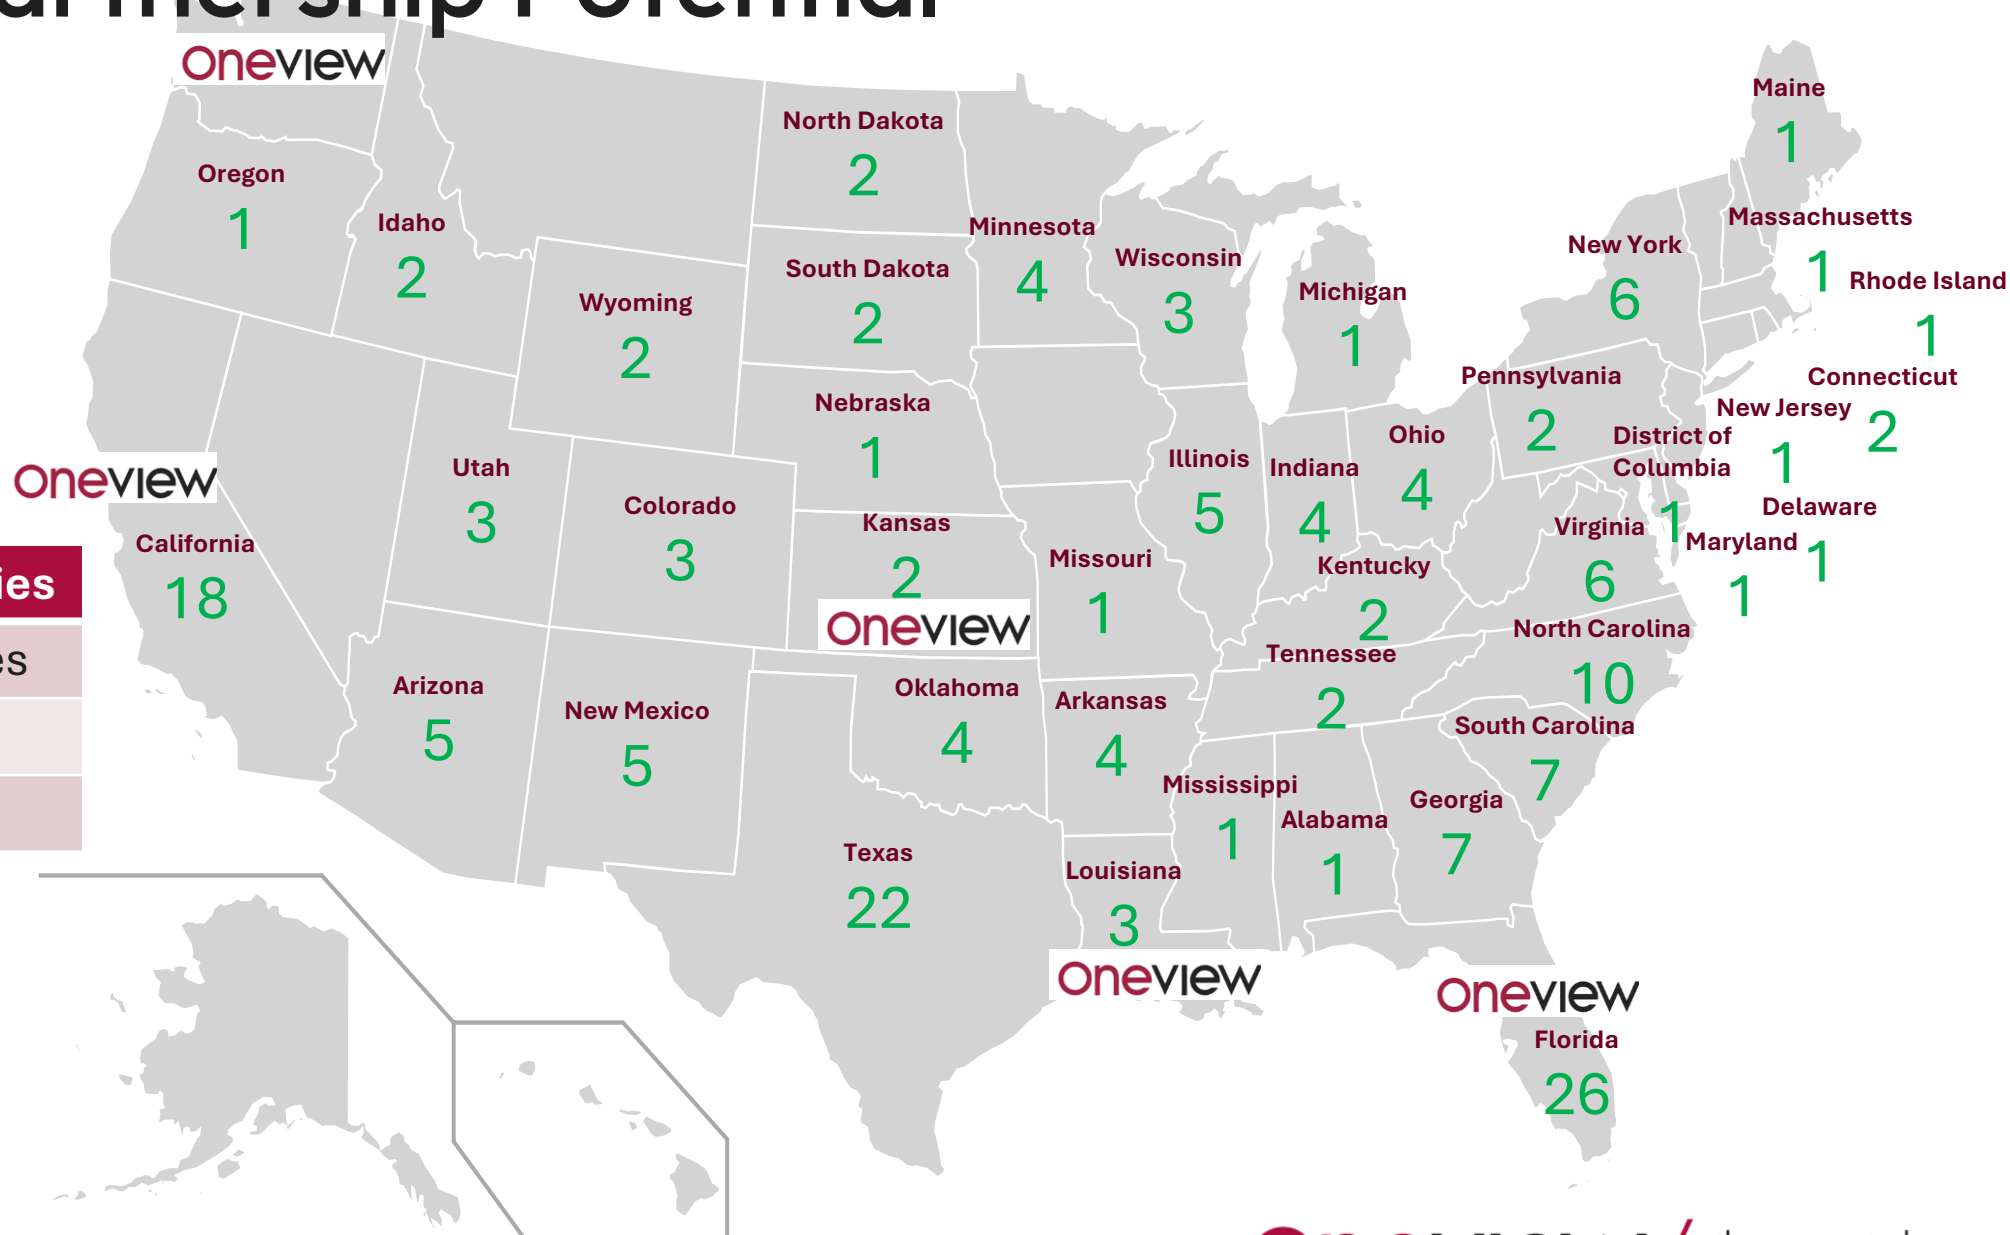 Potential
oneview
Maine
1
North Dakota
2
Oregon
1
Idaho
2
Minnesota
4
Massachusetts
1
New York
6
Wisconsin
3
South Dakota
2
Rhode Island
1
Michigan
1
Wyoming
2
Pennsylvania
2
Connecticut
2
Nebraska
1
New Jersey
1
Ohio
4
District of
Columbia
1
Illinois
5
Indiana
4
Utah
3
oneview
Colorado
3
Delaware
1
Kansas
2
Virginia
6
California
18
Maryland
1
Missouri
1
Kentucky
2
oneview
North Carolina
10
Tennessee
2
Arizona
5
Oklahoma
4
Arkansas
4
New Mexico
5
South Carolina
7
Mississippi
1
Georgia
7
Alabama
1
Texas
22
Louisiana
3
oneview
oneview
Florida
26